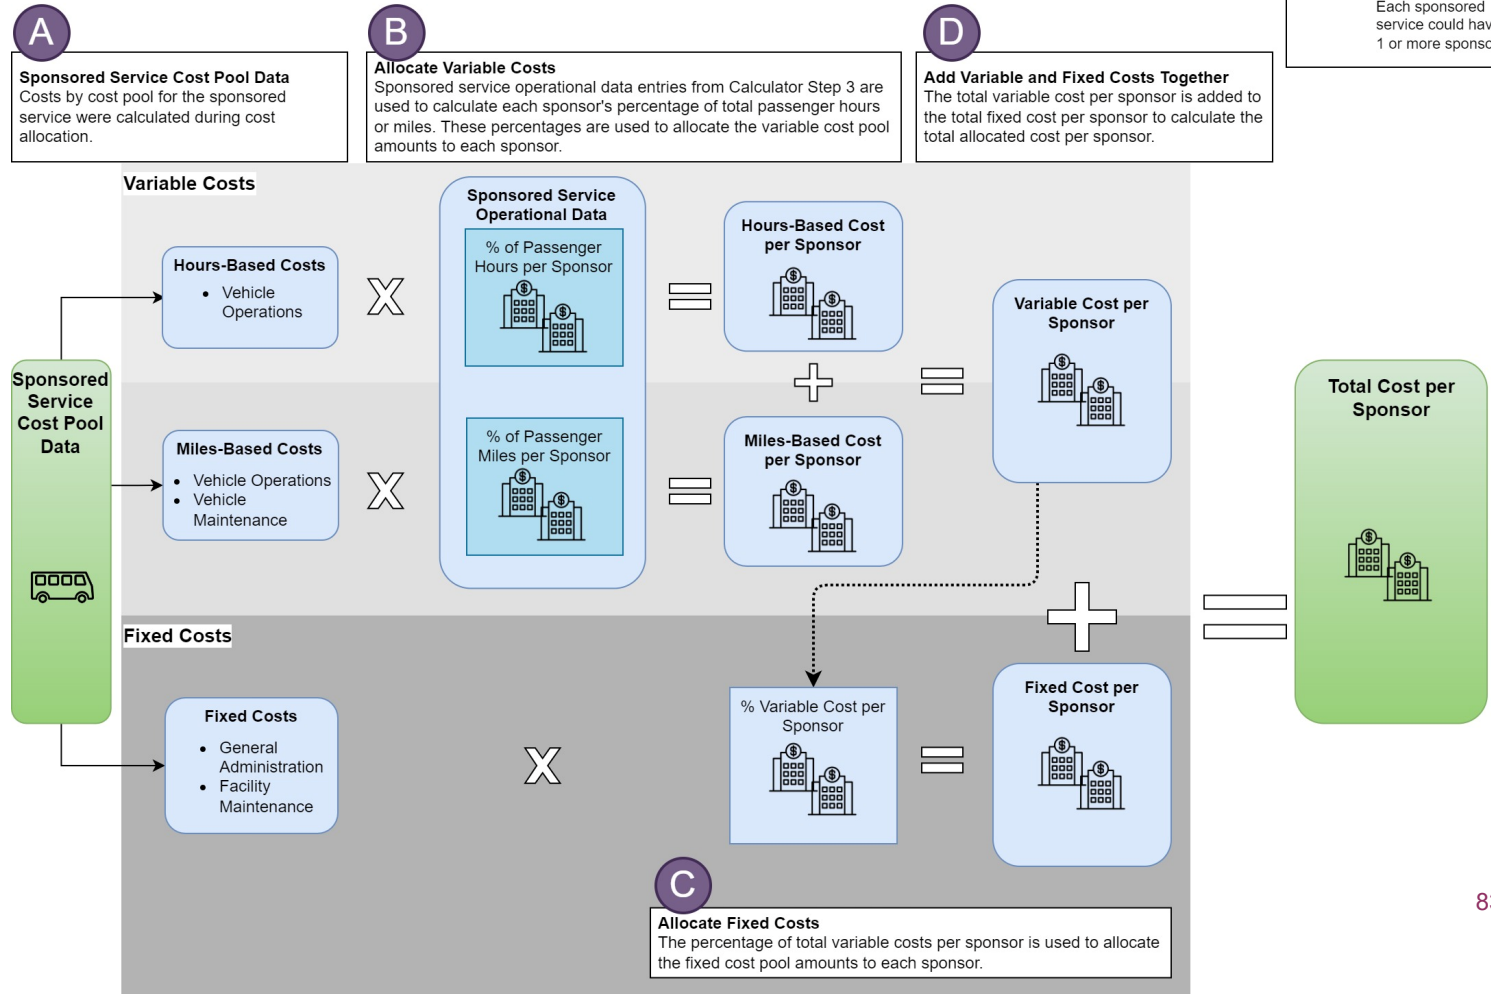 A
Sponsored Service Cost Pool Data
Costs by cost pool for the sponsored
service were calculated during cost
allocation.
B
Allocate Variable Costs
Sponsored service operational data entries from Calculator Step 3 are
used to calculate each sponsor's percentage of total passenger hours
or miles. These percentages are used to allocate the variable cost pool
amounts to each sponsor.
D
Add Variable and Fixed Costs Together
The total variable cost per sponsor is added to
the total fixed cost per sponsor to calculate the
total allocated cost per sponsor.
Each sponsored
service could
1 or more
Variable Costs
Sponsored Service
Operational Data
% of Passenger
Hours per Sponsor
Hours-Based Costs
• Vehicle
Operations
X
=
Hours-Based Cost
per Sponsor
+
=
Variable Cost per
Sponsor
Sponsored
Service
Cost Pool
Data
Miles-Based Costs
• Vehicle Operations
• Vehicle
Maintenance
X
% of Passenger
Miles per Sponsor
=
Miles-Based Cost
per Sponsor
+
=
Total Cost per
Sponsor
Fixed Costs
Fixed Costs
• General
Administration
• Facility
Maintenance
X
% Variable Cost per
Sponsor
=
Fixed Cost per
Sponsor
C
Allocate Fixed Costs
The percentage of total variable costs per sponsor is used to allocate
the fixed cost pool amounts to each sponsor.